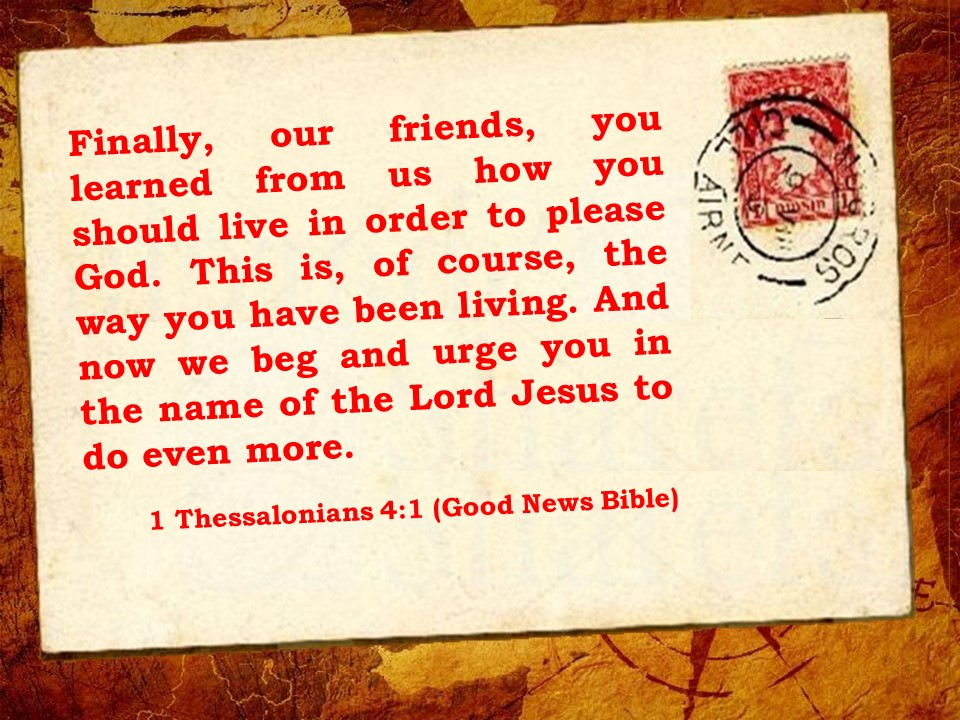 Finally, our friends, you
learned from us how you
should live in order to please
God. This is, of course, the
way you have been living. And
now we beg and urge you in
the name of the Lord Jesus to
do even more.
1 Thessalonians 4:1 (Good News Bible)